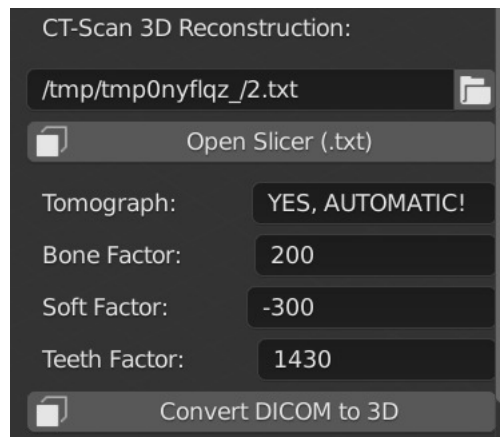 CT-Scan 3D Reconstruction:
/tmp/tmp0nyflqz_/2.txt
Open Slicer (.txt)
Tomograph: YES, AUTOMATIC!
Bone Factor: 200
Soft Factor: -300
Teeth Factor: 1430
Convert DICOM to 3D